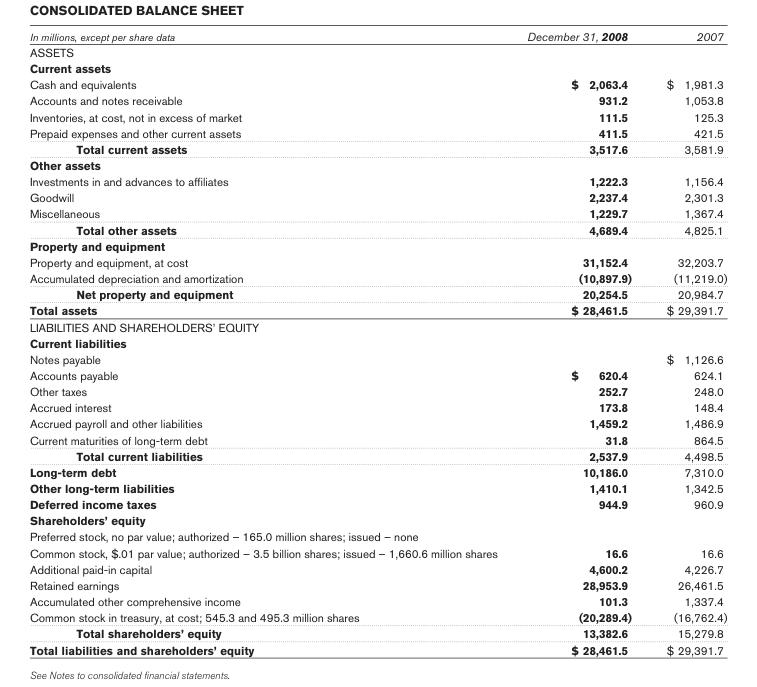 CONSOLIDATED BALANCE SHEET
In millions, except per share data December 31, 2008 2007
ASSETS
Current assets
Cash and equivalents $ 2,063.4 $ 1,981.3
Accounts and notes receivable 931.2 1,053.8
Inventories, at cost, not in excess of market 111.5 125.3
Prepaid expenses and other current assets 411.5 421.5
Total current assets 3,517.6 3,581.9
Other assets
Investments in and advances to affiliates 1,222.3 1,156.4
Goodwill 2,237.4 2,301.3
Miscellaneous 1,229.7 1,367.4
Total other assets 4,689.4 4,825.1
Property and equipment
Property and equipment, at cost 31,152.4 32,203.7
Accumulated depreciation and amortization (10,897.9) (11,219.0)
Net property and equipment 20,254.5 20,984.7
Total assets $ 28,461.5 $ 29,391.7
LIABILITIES AND SHAREHOLDERS' EQUITY
Current liabilities
Notes payable $ 1,126.6
Accounts payable $ 620.4 624.1
Other taxes 252.7 248.0
Accrued interest 173.8 148.4
Accrued payroll and other liabilities 1,459.2 1,486.9
Current maturities of long-term debt 31.8 864.5
Total current liabilities 2,537.9 4,498.5
Long-term debt 10,186.0 7,310.0
Other long-term liabilities 1,410.1 1,342.5
Deferred income taxes 944.9 960.9
Shareholders' equity
Preferred stock, no par value; authorized – 165.0 million shares; issued – none
Common stock, $.01 par value; authorized – 3.5 billion shares; issued – 1,660.6 million shares 16.6 16.6
Additional paid-in capital 4,600.2 4,226.7
Retained earnings 28,953.9 26,461.5
Accumulated other comprehensive income 101.3 1,337.4
Common stock in treasury, at cost; 545.3 and 495.3 million shares (20,289.4) (16,762.4)
Total shareholders' equity 13,382.6 15,279.8
Total liabilities and shareholders' equity $ 28,461.5 $ 29,391.7
See Notes to consolidated financial statements.